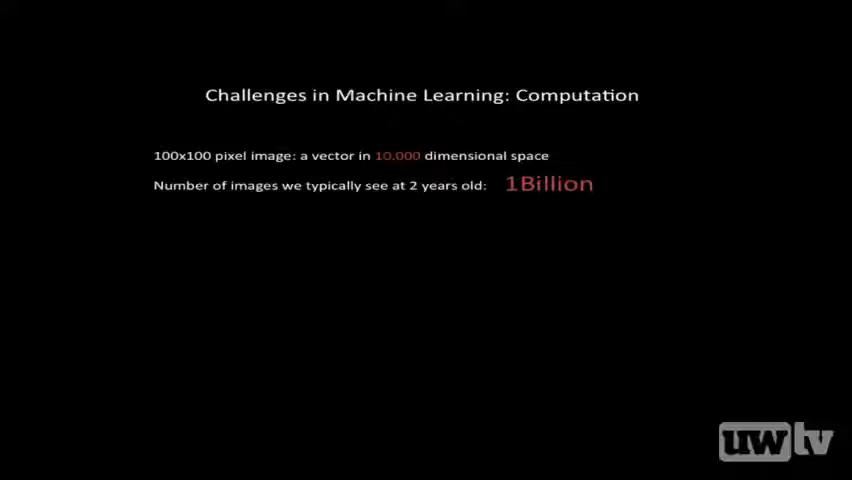 Challenges in Machine Learning: Computation
100x100 pixel image: a vector in 10.000 dimensional space
Number of images we typically see at 2 years old: 1Billion
uwtv